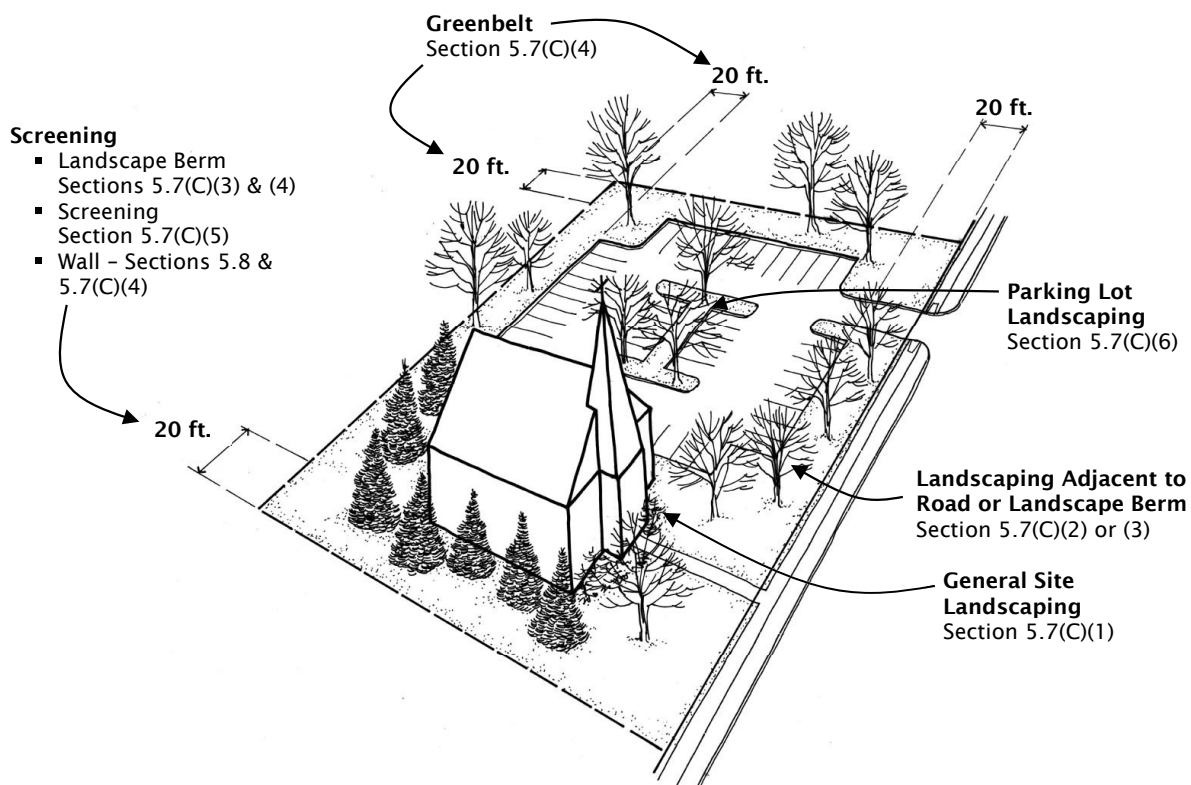 Greenbelt
Section 5.7(C)(4)
20 ft.
20 ft.
20 ft.
Screening
▪ Landscape Berm
Sections 5.7(C)(3) & (4)
▪ Screening
Section 5.7(C)(5)
▪ Wall – Sections 5.8 &
5.7(C)(4)
20 ft.
Parking Lot
Landscaping
Section 5.7(C)(6)
Landscaping Adjacent to
Road or Landscape Berm
Section 5.7(C)(2) or (3)
General Site
Landscaping
Section 5.7(C)(1)